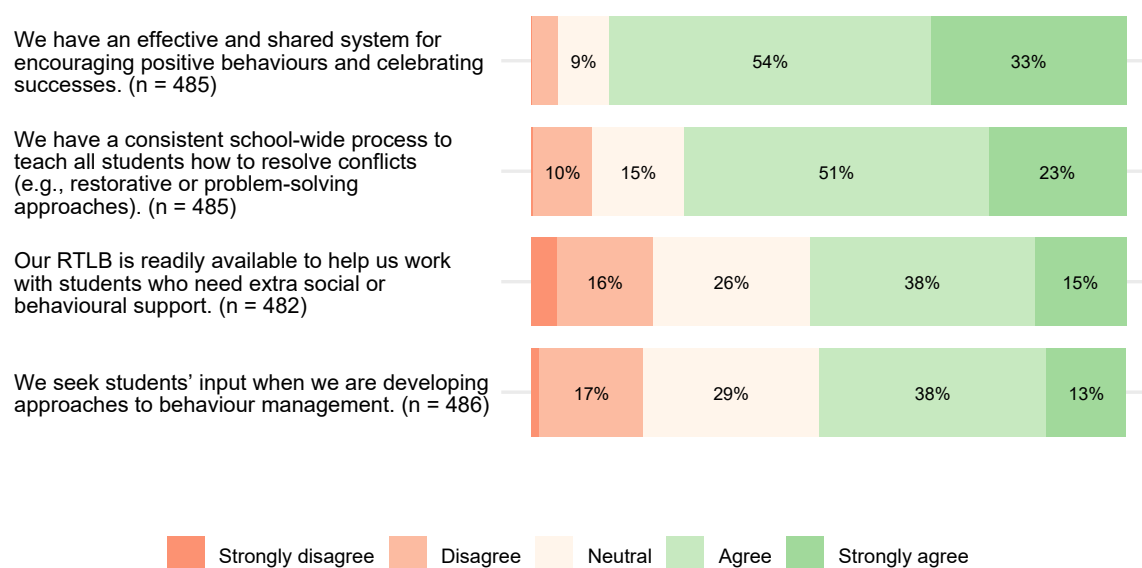 We have an effective and shared system for
encouraging positive behaviours and celebrating
successes. (n = 485)
9%
54%
33%
We have a consistent school-wide process to
teach all students how to resolve conflicts
(e.g., restorative or problem-solving
approaches). (n = 485)
10%
15%
51%
23%
Our RTLB is readily available to help us work
with students who need extra social or
behavioural support. (n = 482)
16%
26%
38%
15%
We seek students’ input when we are developing
approaches to behaviour management. (n = 486)
17%
29%
38%
13%
Strongly disagree
Disagree
Neutral
Agree
Strongly agree